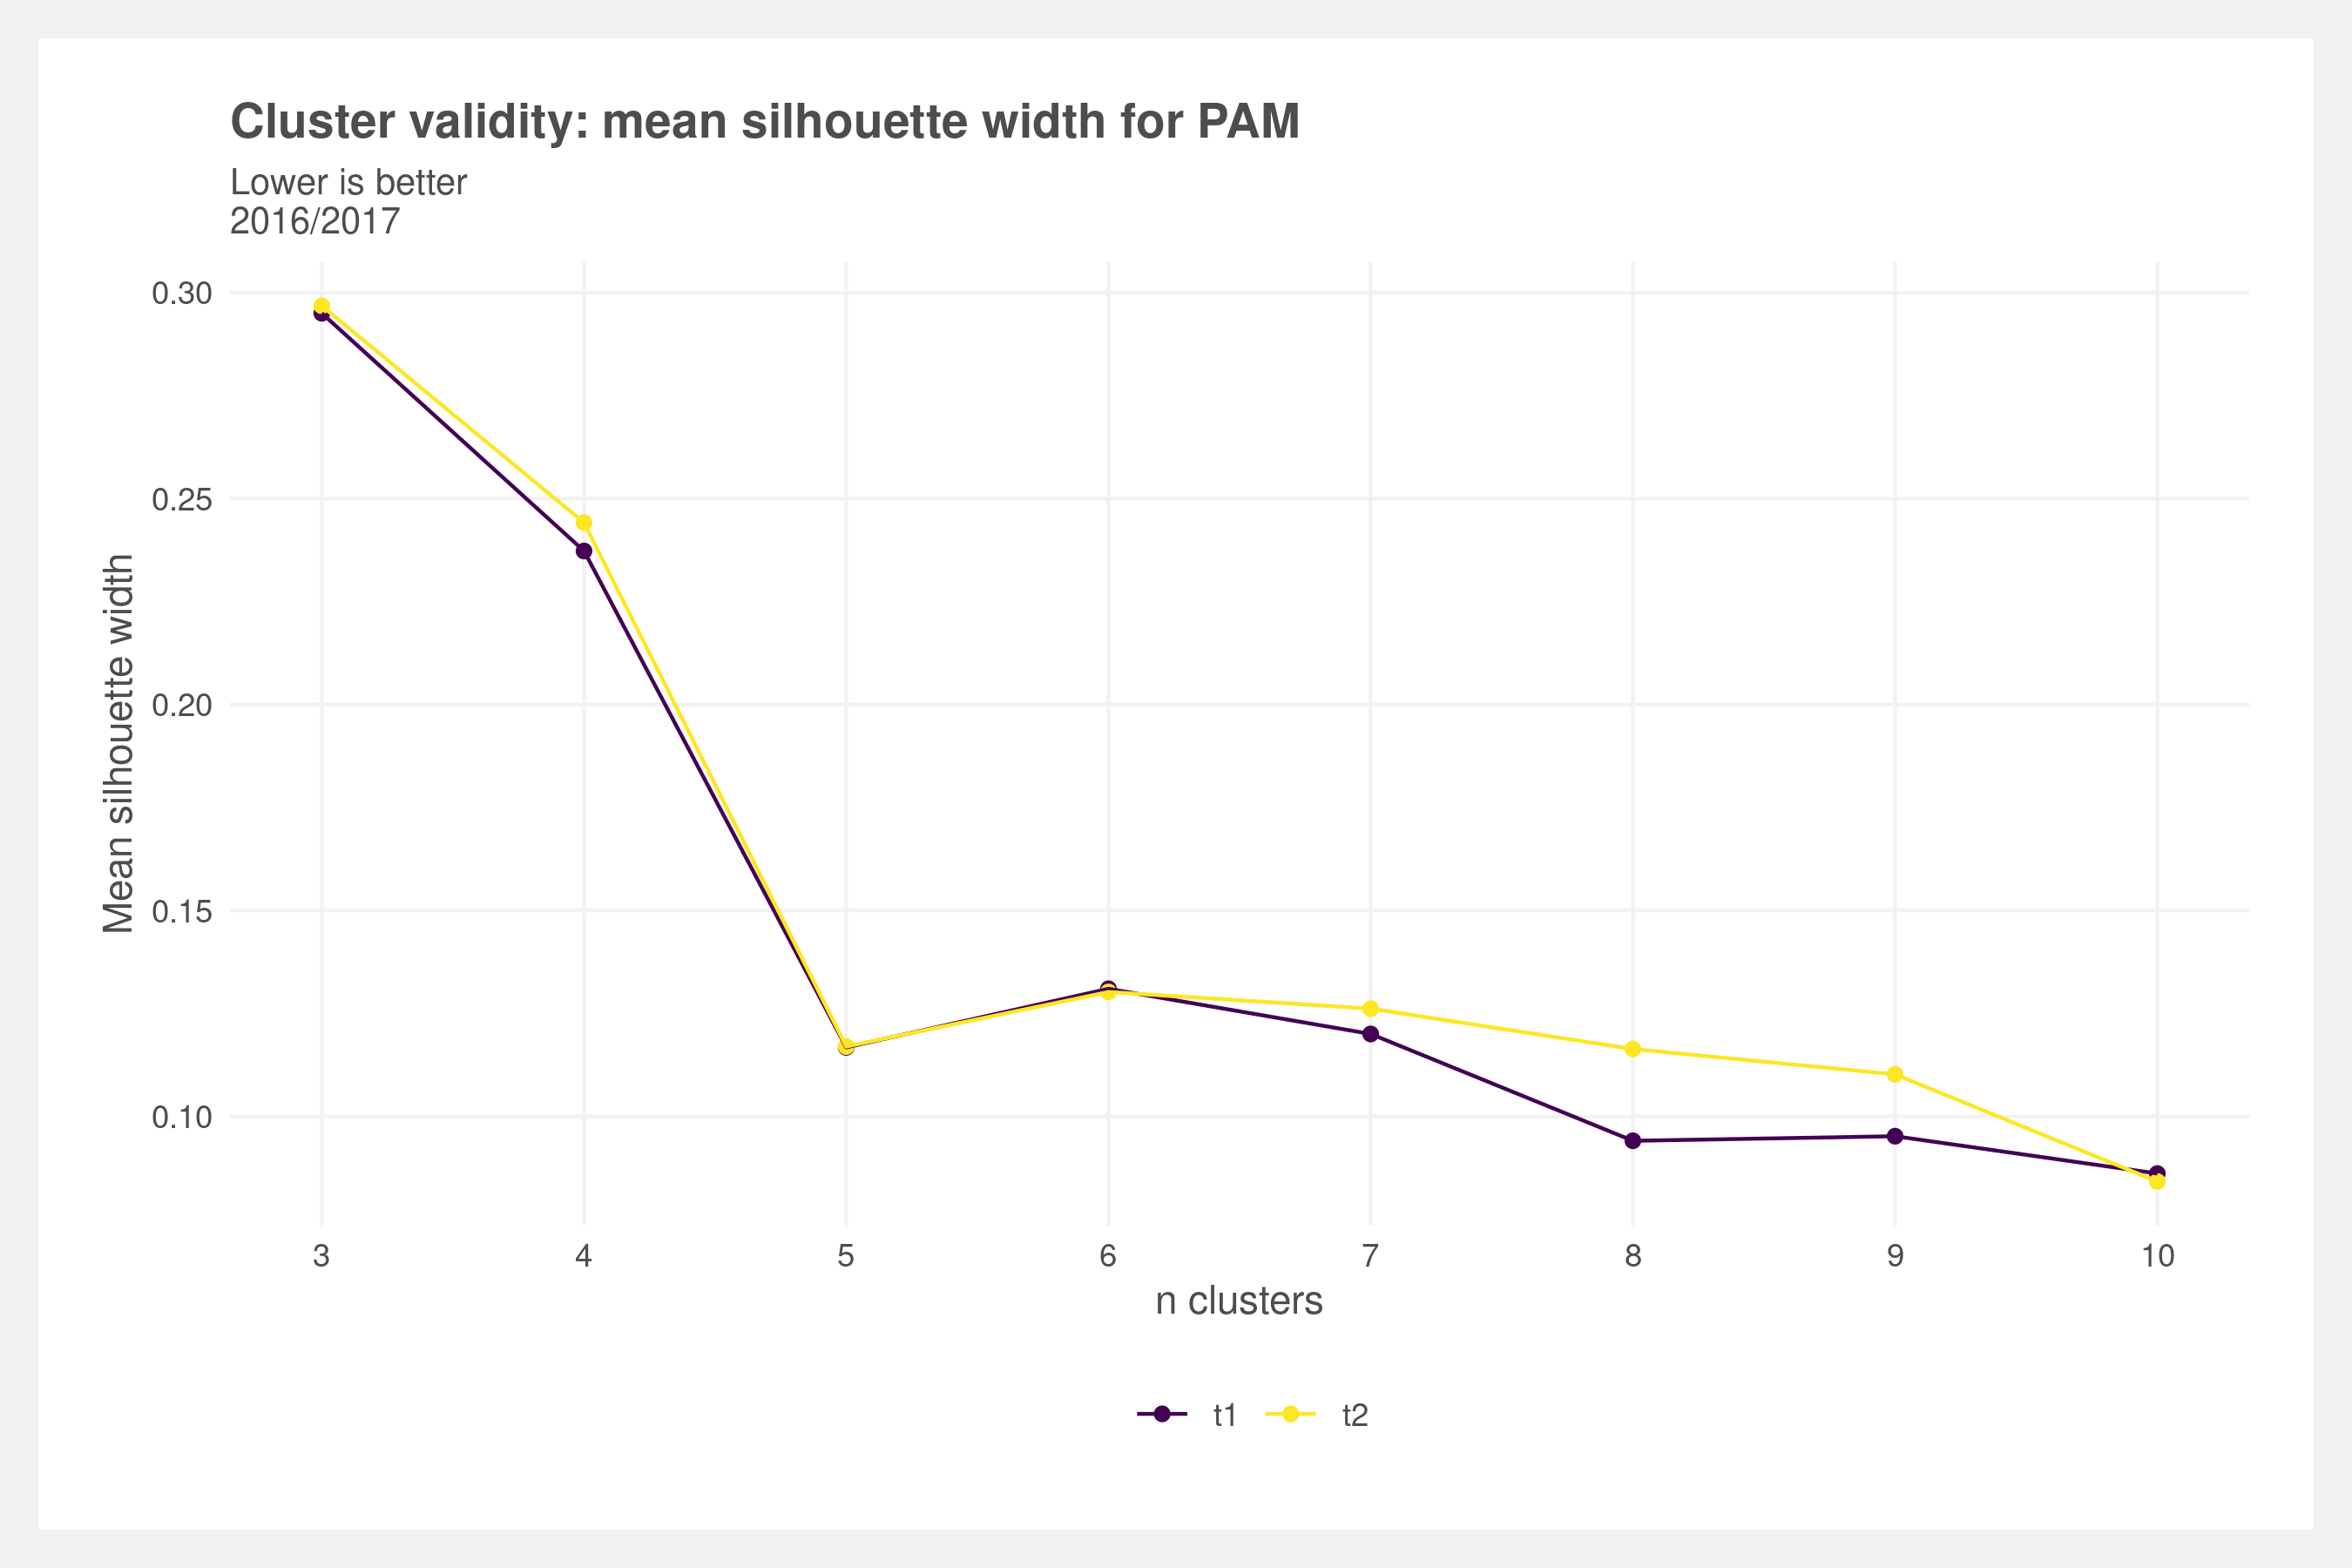 Cluster validity: mean silhouette width for PAM
Lower is better
2016/2017
Mean silhouette width
0.30
0.25
0.20
0.15
0.10
3 4 5 6 7 8 9 10
n clusters
t1 t2